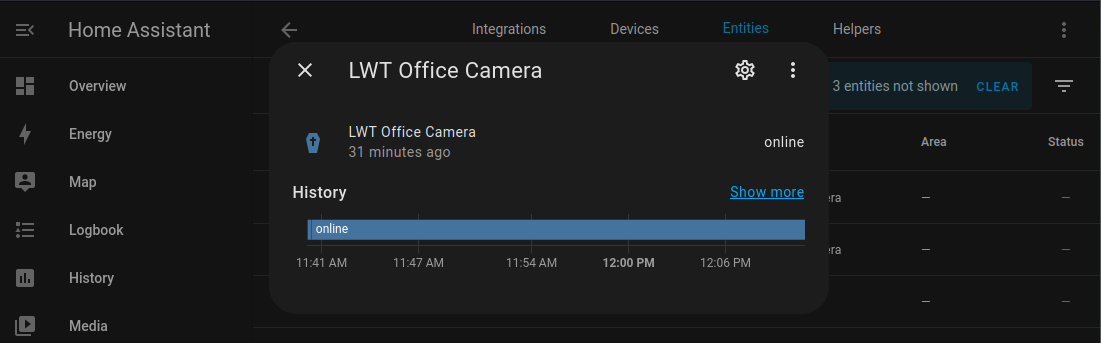 Home Assistant
Overview
Energy
Map
Logbook
History
Media
Integrations
Devices
Entities
Helpers
3 entities not shown
CLEAR
Area
Status
era
—
—
era
—
—
—
—
LWT Office Camera
LWT Office Camera
31 minutes ago
online
History
Show more
online
11:41 AM
11:47 AM
11:54 AM
12:00 PM
12:06 PM